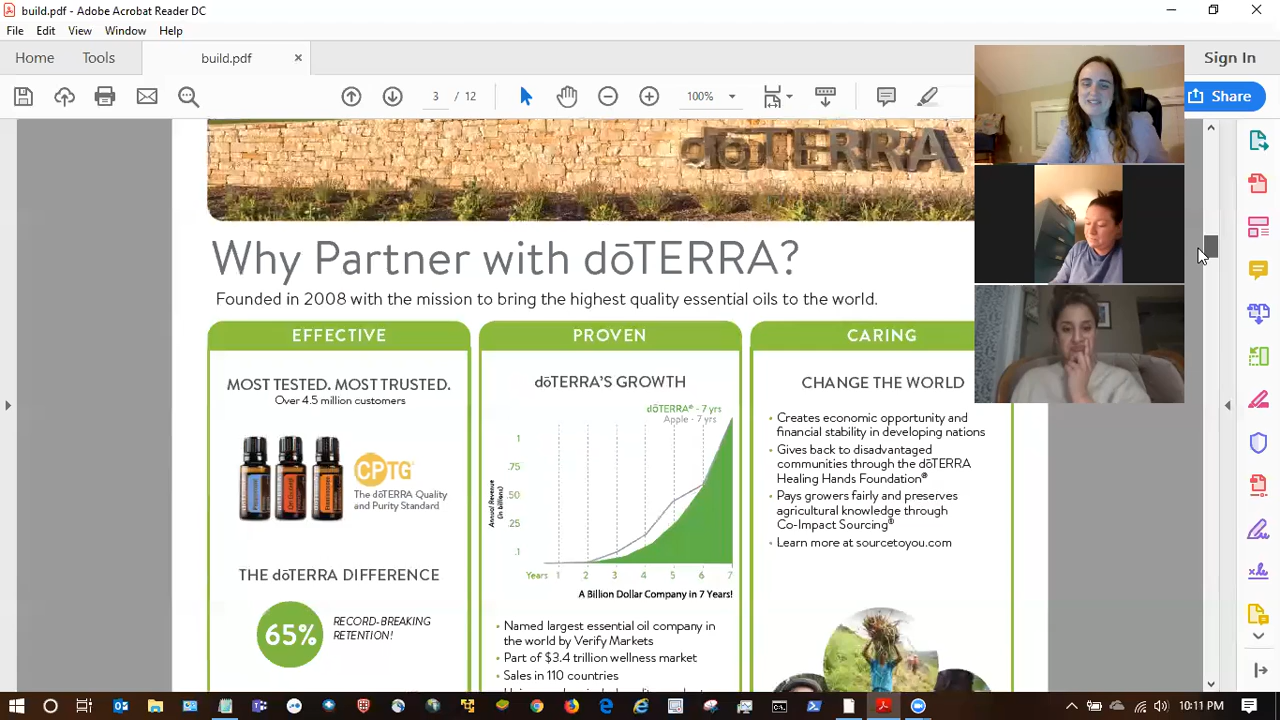 build.pdf - Adobe Acrobat Reader DC
File Edit View Window Help
Home Tools build.pdf × Sign In
3 / 12 100% Share
dōTERRA
Why Partner with dōTERRA?
Founded in 2008 with the mission to bring the highest quality essential oils to the world.
EFFECTIVE
MOST TESTED. MOST TRUSTED.
Over 4.5 million customers
CPTG
The dōTERRA Quality
and Purity Standard
THE dōTERRA DIFFERENCE
65%
RECORD-BREAKING
RETENTION!
PROVEN
dōTERRA'S GROWTH
dōTERRA® - 7 yrs
Apple - 7 yrs
Annual Revenue
(in billions)
1
.75
.50
.25
.1
Years 1 2 3 4 5 6 7
A Billion Dollar Company in 7 Years!
• Named largest essential oil company in
the world by Verify Markets
• Part of $3.4 trillion wellness market
• Sales in 110 countries
CARING
CHANGE THE WORLD
• Creates economic opportunity and
financial stability in developing nations
• Gives back to disadvantaged
communities through the dōTERRA
Healing Hands Foundation®
• Pays growers fairly and preserves
agricultural knowledge through
Co-Impact Sourcing®
• Learn more at sourcetoyou.com
10:11 PM